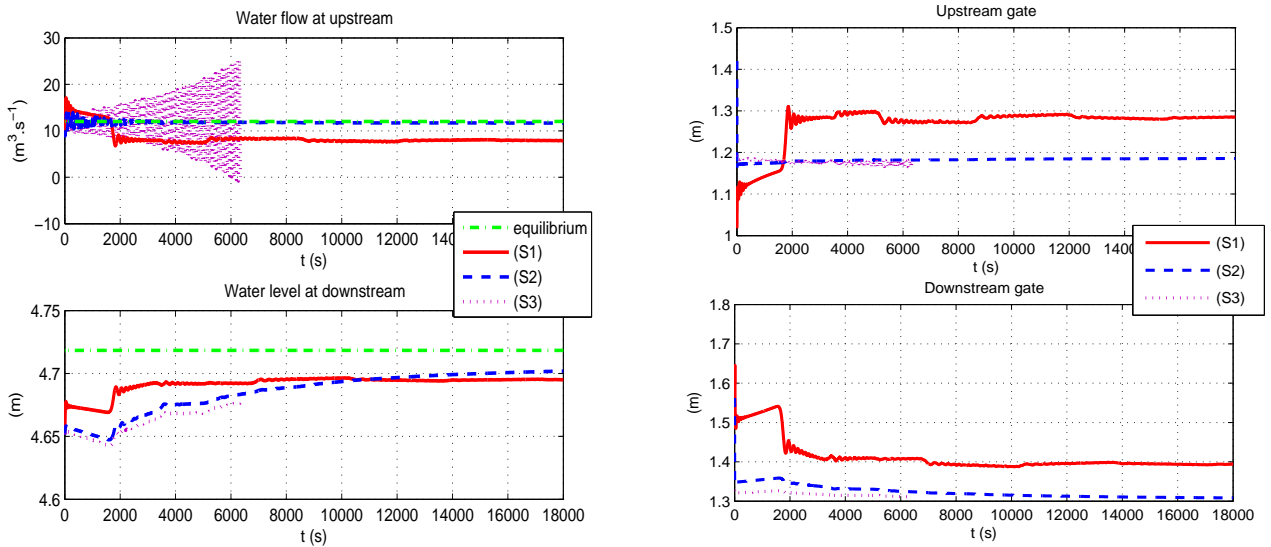 Water flow at upstream
30
20
10
0
−10
(m³.s⁻¹)
0 2000 4000 6000 8000 10000 12000 14000 16000 18000
t (s)
equilibrium
(S1)
(S2)
(S3)
Water level at downstream
4.75
4.7
4.65
4.6
(m)
0 2000 4000 6000 8000 10000 12000 14000 16000 18000
t (s)
Upstream gate
1.5
1.4
1.3
1.2
1.1
1
(m)
0 2000 4000 6000 8000 10000 12000 14000 16000 18000
t (s)
(S1)
(S2)
(S3)
Downstream gate
1.8
1.7
1.6
1.5
1.4
1.3
(m)
0 2000 4000 6000 8000 10000 12000 14000 16000 18000
t (s)